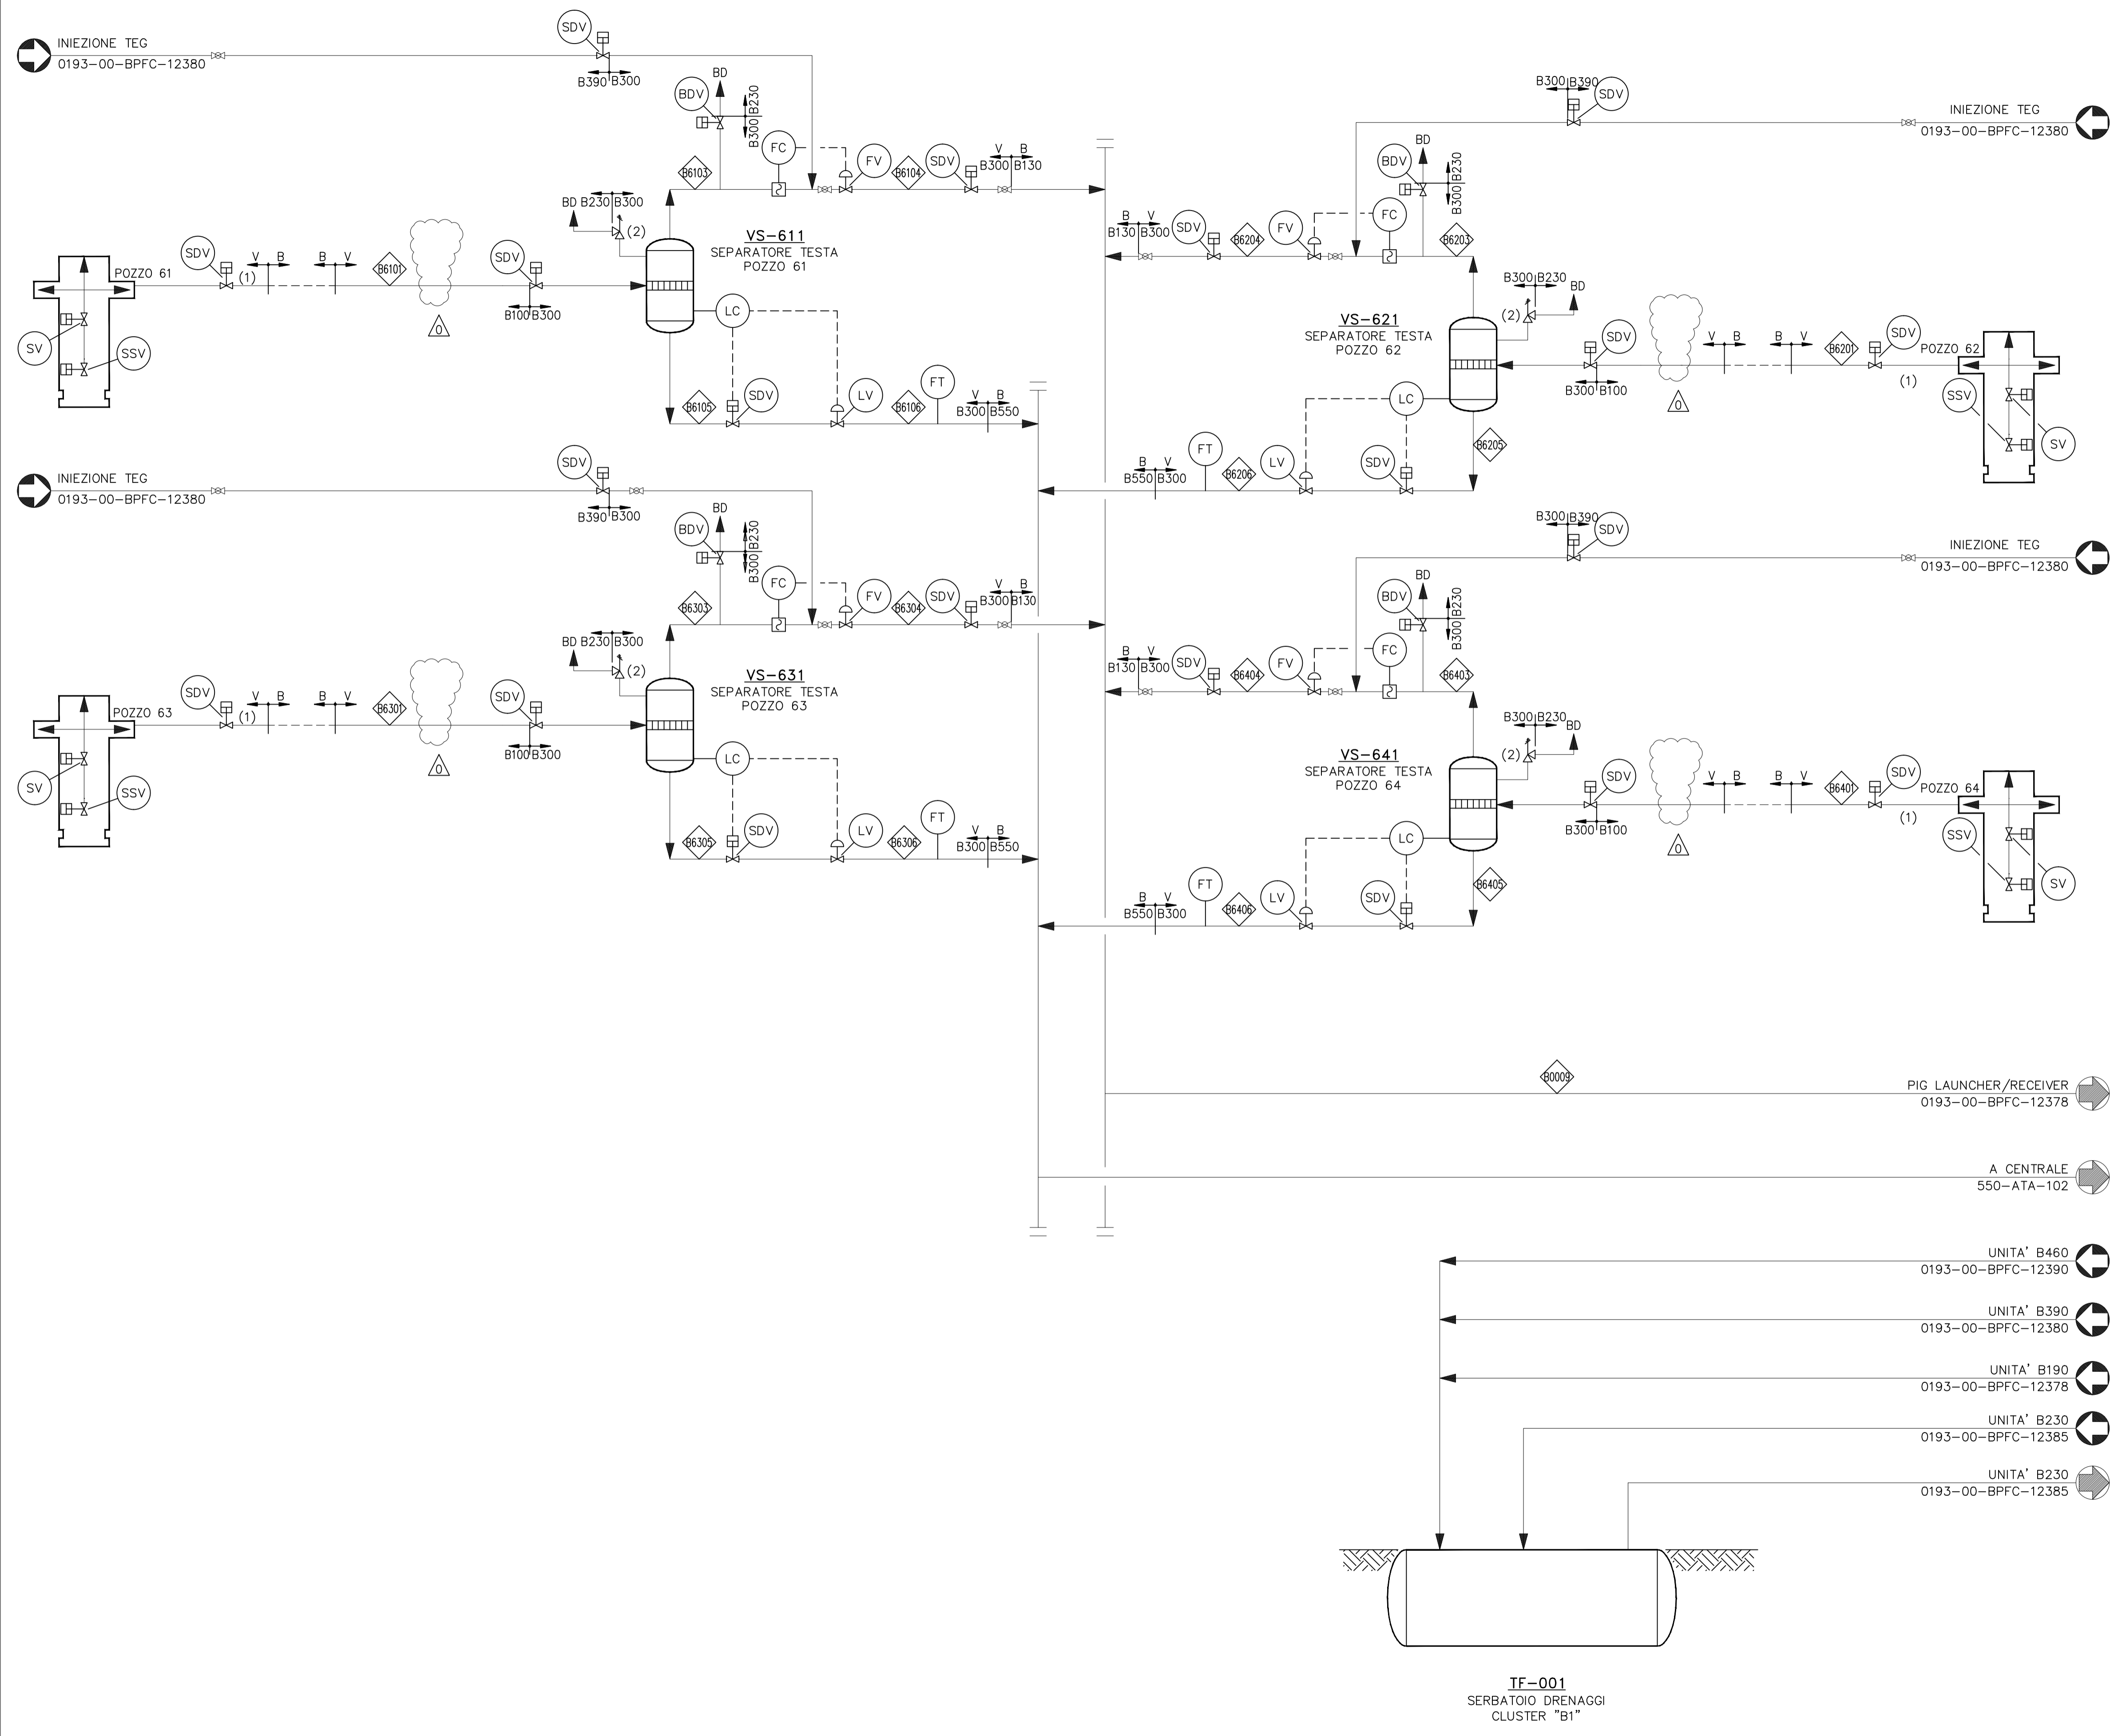 SDV
INIEZIONE TEG
0193-00-BPFC-12380
B390 B300
BD
BDV
B300 B230
FC
FV
B6103
B6104
SDV
V B
B300 B130
BD B230 B300
(2)
VS-611
SEPARATORE TESTA
POZZO 61
POZZO 61
SDV
(1)
V B
B V
B6101
0
SDV
B100 B300
SV
SSV
LC
B6105
SDV
LV
B6106
FT
V B
B300 B550
B300 B390
SDV
INIEZIONE TEG
0193-00-BPFC-12380
BD
BDV
B300 B230
FC
FV
B6203
B6204
SDV
B V
B130 B300
B300 B230
BD
(2)
VS-621
SEPARATORE TESTA
POZZO 62
SDV
B300 B100
0
V B
B V
B6201
SDV
POZZO 62
(1)
SSV
SV
LC
B6205
SDV
LV
B6206
FT
B V
B550 B300
SDV
INIEZIONE TEG
0193-00-BPFC-12380
B390 B300
BD
BDV
B300 B230
FC
FV
B6303
B6304
SDV
V B
B300 B130
BD B230 B300
(2)
VS-631
SEPARATORE TESTA
POZZO 63
POZZO 63
SDV
(1)
V B
B V
B6301
0
SDV
B100 B300
SV
SSV
LC
B6305
SDV
LV
B6306
FT
V B
B300 B550
B300 B390
SDV
INIEZIONE TEG
0193-00-BPFC-12380
BD
BDV
B300 B230
FC
FV
B6403
B6404
SDV
B V
B130 B300
B300 B230
BD
(2)
VS-641
SEPARATORE TESTA
POZZO 64
SDV
B300 B100
0
V B
B V
B6401
SDV
POZZO 64
(1)
SSV
SV
LC
B6405
SDV
LV
B6406
FT
B V
B550 B300
B0009
PIG LAUNCHER/RECEIVER
0193-00-BPFC-12378
A CENTRALE
550-ATA-102
UNITA' B460
0193-00-BPFC-12390
UNITA' B390
0193-00-BPFC-12380
UNITA' B190
0193-00-BPFC-12378
UNITA' B230
0193-00-BPFC-12385
UNITA' B230
0193-00-BPFC-12385
TF-001
SERBATOIO DRENAGGI
CLUSTER "B1"